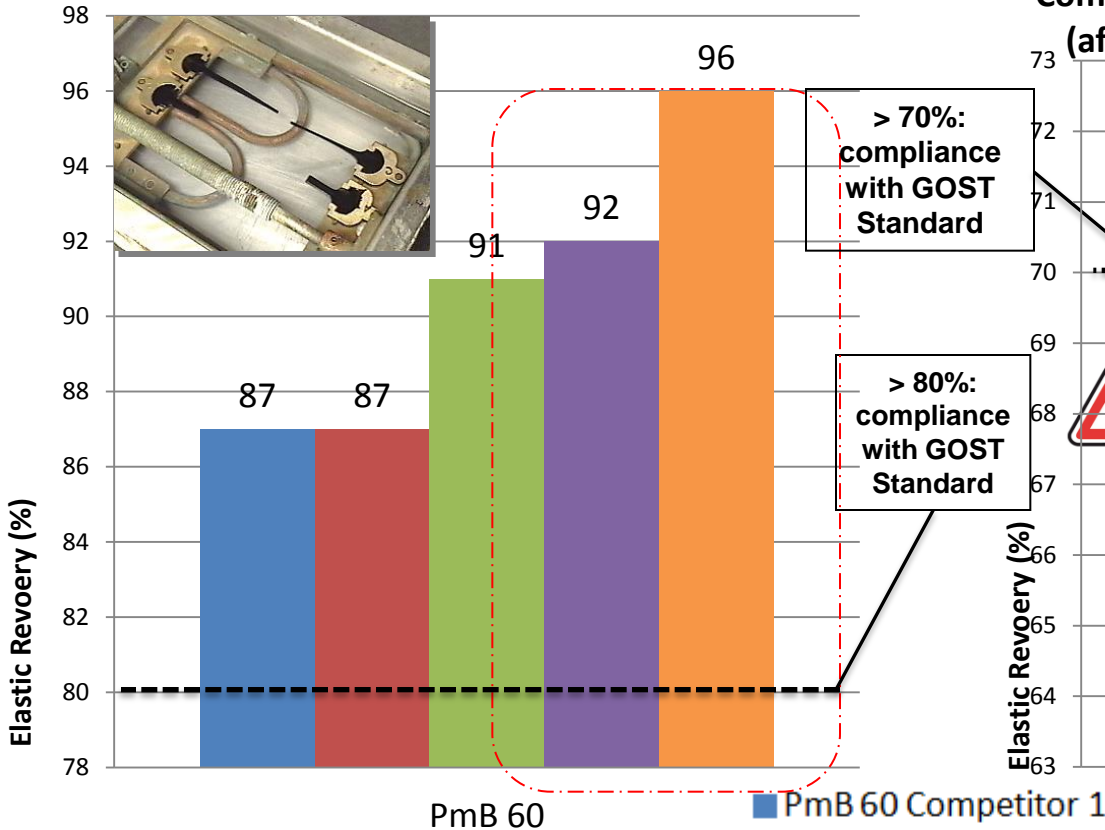 98
96
94
92
90
88
86
84
82
80
78
Elastic Revoery (%)
87
87
91
92
96
PmB 60
> 70%:
compliance
with GOST
Standard
> 80%:
compliance
with GOST
Standard
(af
73
72
71
70
69
68
67
66
65
64
63
Elastic Revoery (%)
PmB 60 Competitor 1